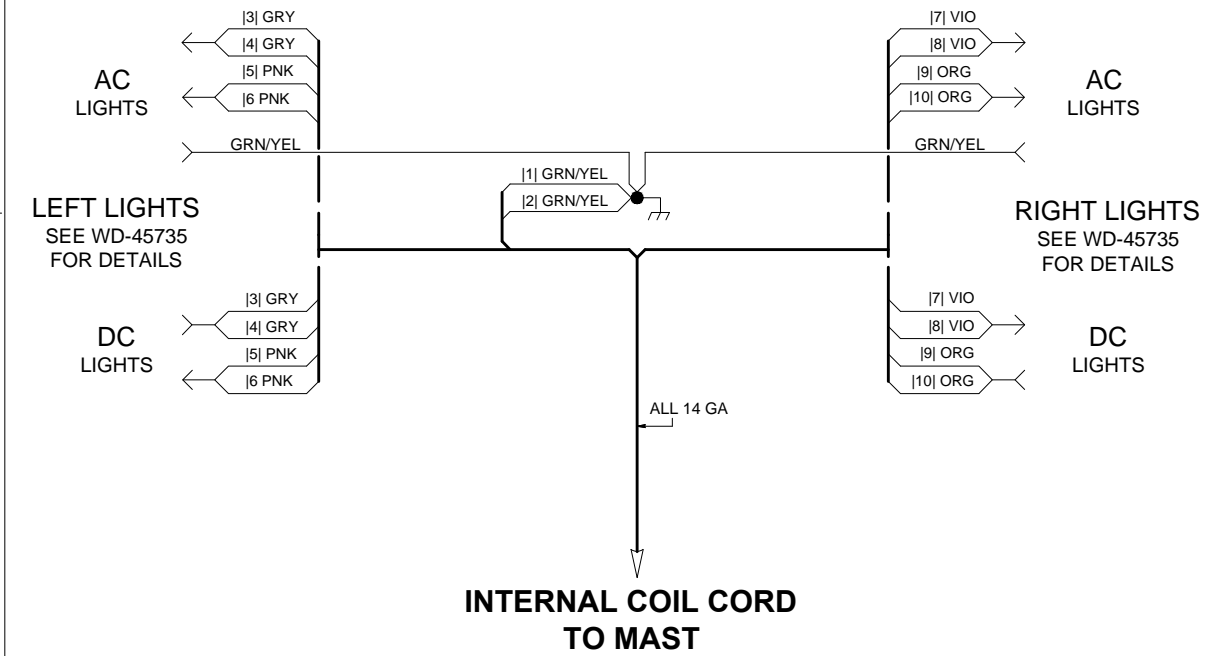 |3| GRY
|4| GRY
|5| PNK
|6 PNK
GRN/YEL
AC
LIGHTS
LEFT LIGHTS
SEE WD-45735
FOR DETAILS
|3| GRY
|4| GRY
|5| PNK
|6 PNK
DC
LIGHTS
|1| GRN/YEL
|2| GRN/YEL
|7| VIO
|8| VIO
|9| ORG
|10| ORG
GRN/YEL
AC
LIGHTS
RIGHT LIGHTS
SEE WD-45735
FOR DETAILS
|7| VIO
|8| VIO
|9| ORG
|10| ORG
DC
LIGHTS
ALL 14 GA
INTERNAL COIL CORD
TO MAST